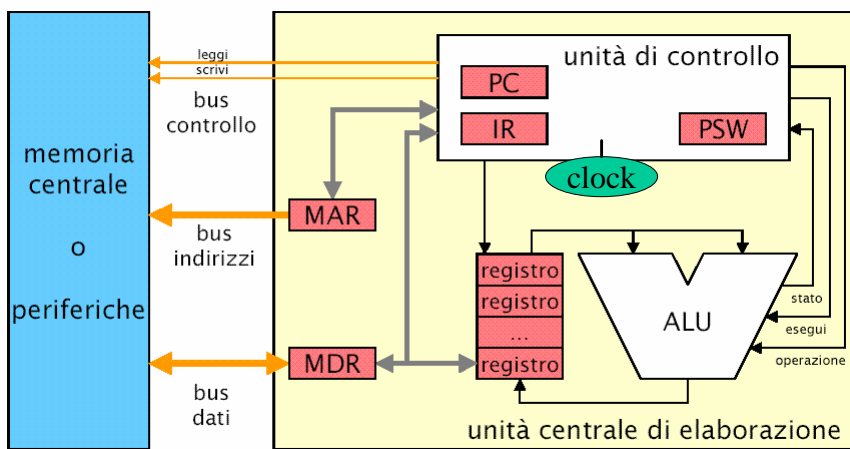 leggi
scrivi
bus
controllo
memoria
centrale
o
periferiche
bus
indirizzi
bus
dati
unità di controllo
PC
IR
PSW
clock
MAR
MDR
registro
registro
...
registro
ALU
stato
esegui
operazione
unità centrale di elaborazione